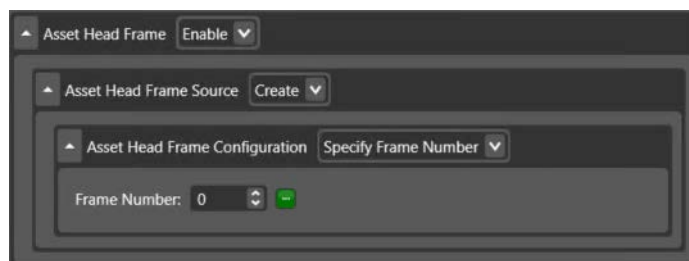 Asset Head Frame Enable
Asset Head Frame Source Create
Asset Head Frame Configuration Specify Frame Number
Frame Number: 0